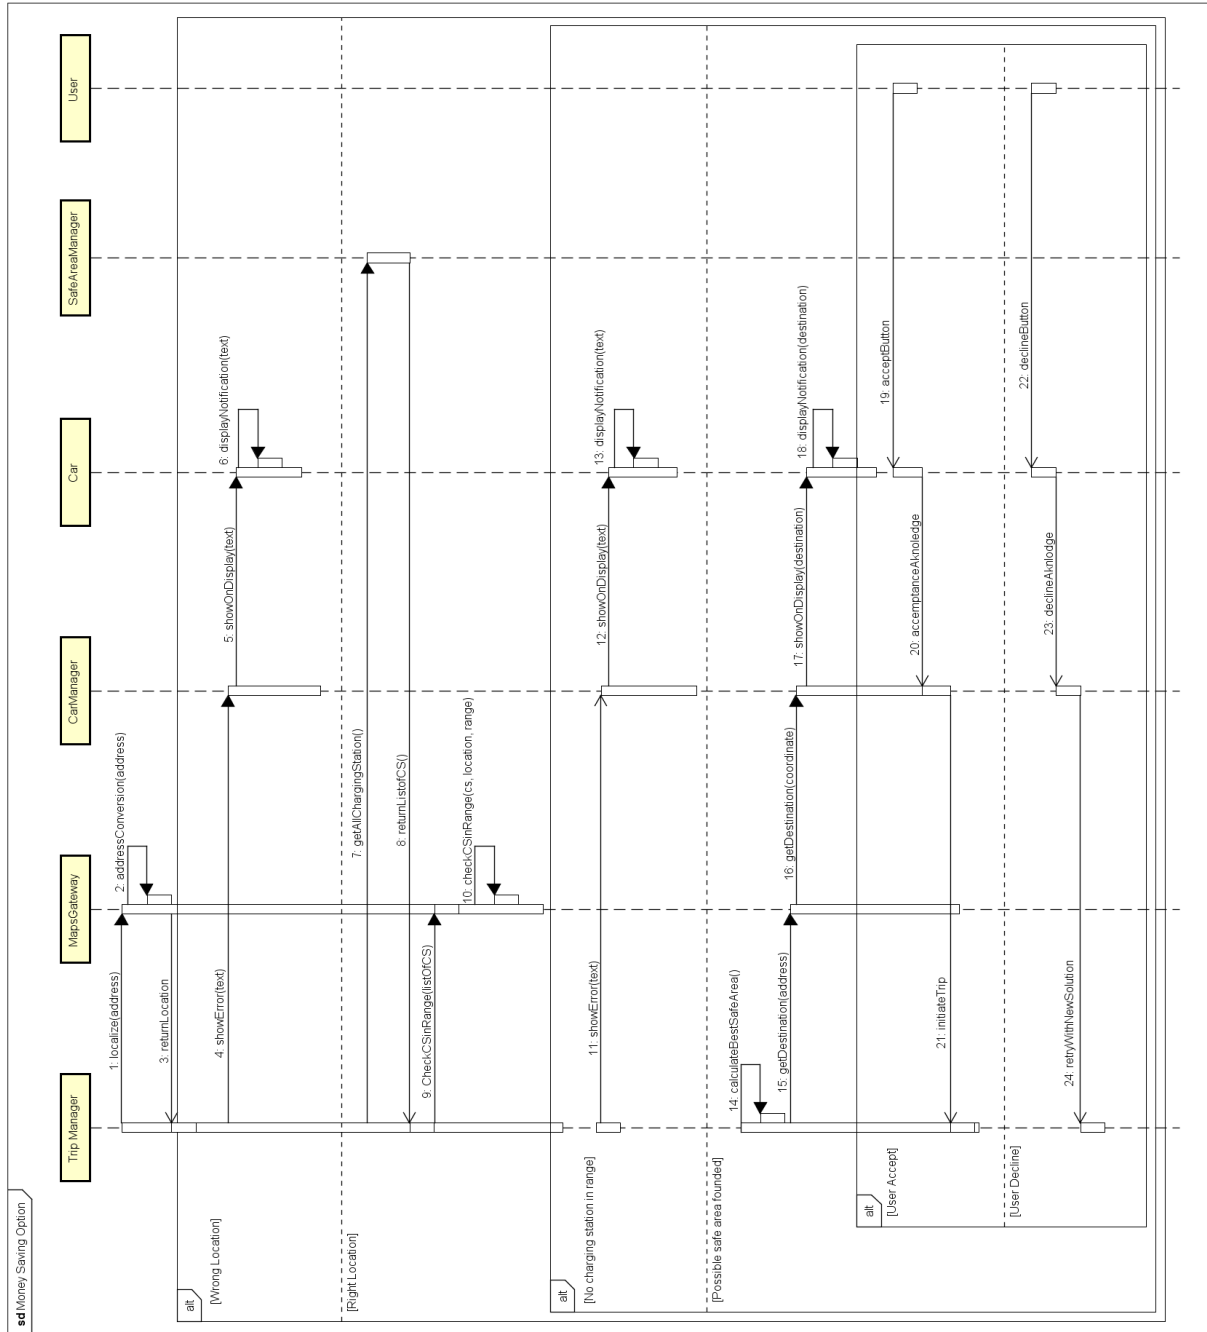 sd Money Saving Option
Trip Manager
MapsGateway
CarManager
Car
SafeAreaManager
User
1: localize(address)
2: addressConversion(address)
3: returnLocation
alt
[Wrong Location]
4: showError(text)
5: showOnDisplay(text)
6: displayNotification(text)
[Right Location]
7: getAllChargingStation()
8: returnListofCS()
9: CheckCSinRange(listOfCS)
10: checkCSinRange(cs, location, range)
alt
[No charging station in range]
11: showError(text)
12: showOnDisplay(text)
13: displayNotification(text)
[Possible safe area founded]
14: calculateBestSafeArea()
15: getDestination(address)
16: getDestination(coordinate)
17: showOnDisplay(destination)
18: displayNotification(destination)
alt
[User Accept]
19: acceptButton
20: accemptanceAknoledge
21: initiateTrip
[User Decline]
22: declineButton
23: declineAknlodge
24: retryWithNewSolution